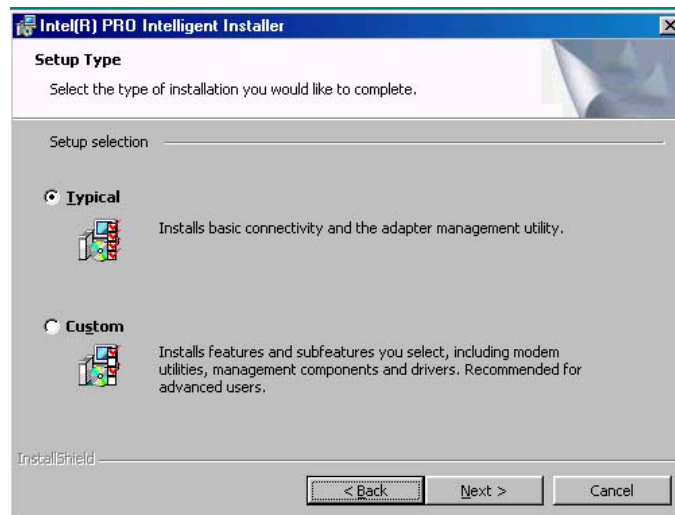 Intel(R) PRO Intelligent Installer
Setup Type
Select the type of installation you would like to complete.
Setup selection
Typical
Installs basic connectivity and the adapter management utility.
Custom
Installs features and subfeatures you select, including modem
utilities, management components and drivers. Recommended for
advanced users.
InstallShield
< Back
Next >
Cancel